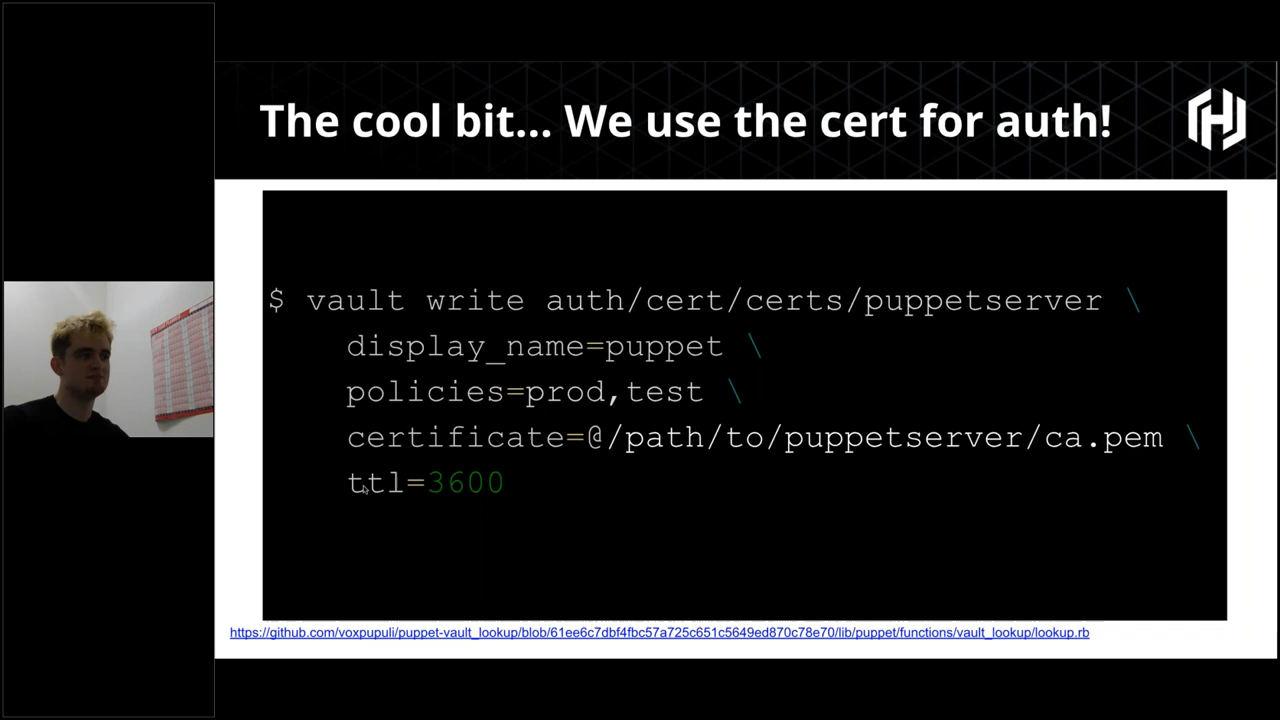 The cool bit... We use the cert for auth!
$ vault write auth/cert/certs/puppetserver \
display_name=puppet \
policies=prod,test \
certificate=@/path/to/puppetserver/ca.pem \
ttl=3600
https://github.com/voxpupuli/puppet-vault_lookup/blob/61ee6c7dbf4fbc57a725c651c5649ed870c78e70/lib/puppet/functions/vault_lookup/lookup.rb